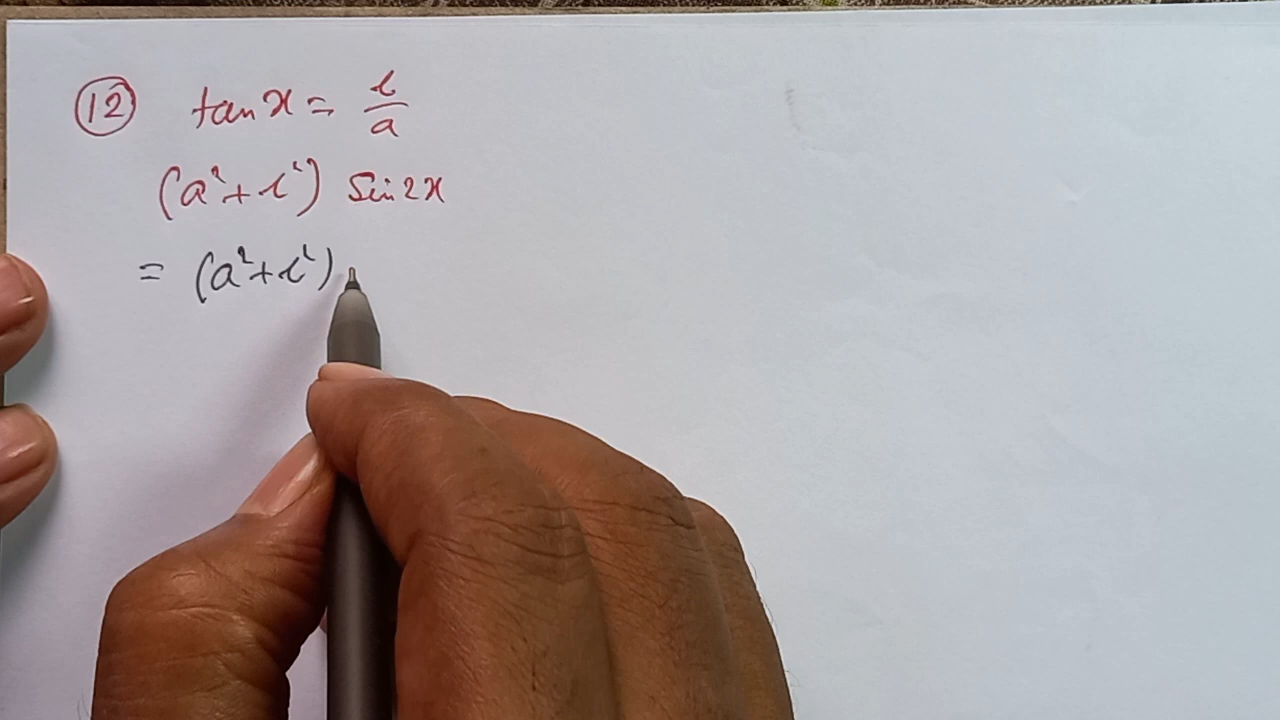 ⑫ tan x = b/a
(a² + b²) Sin 2x
= (a² + b²)